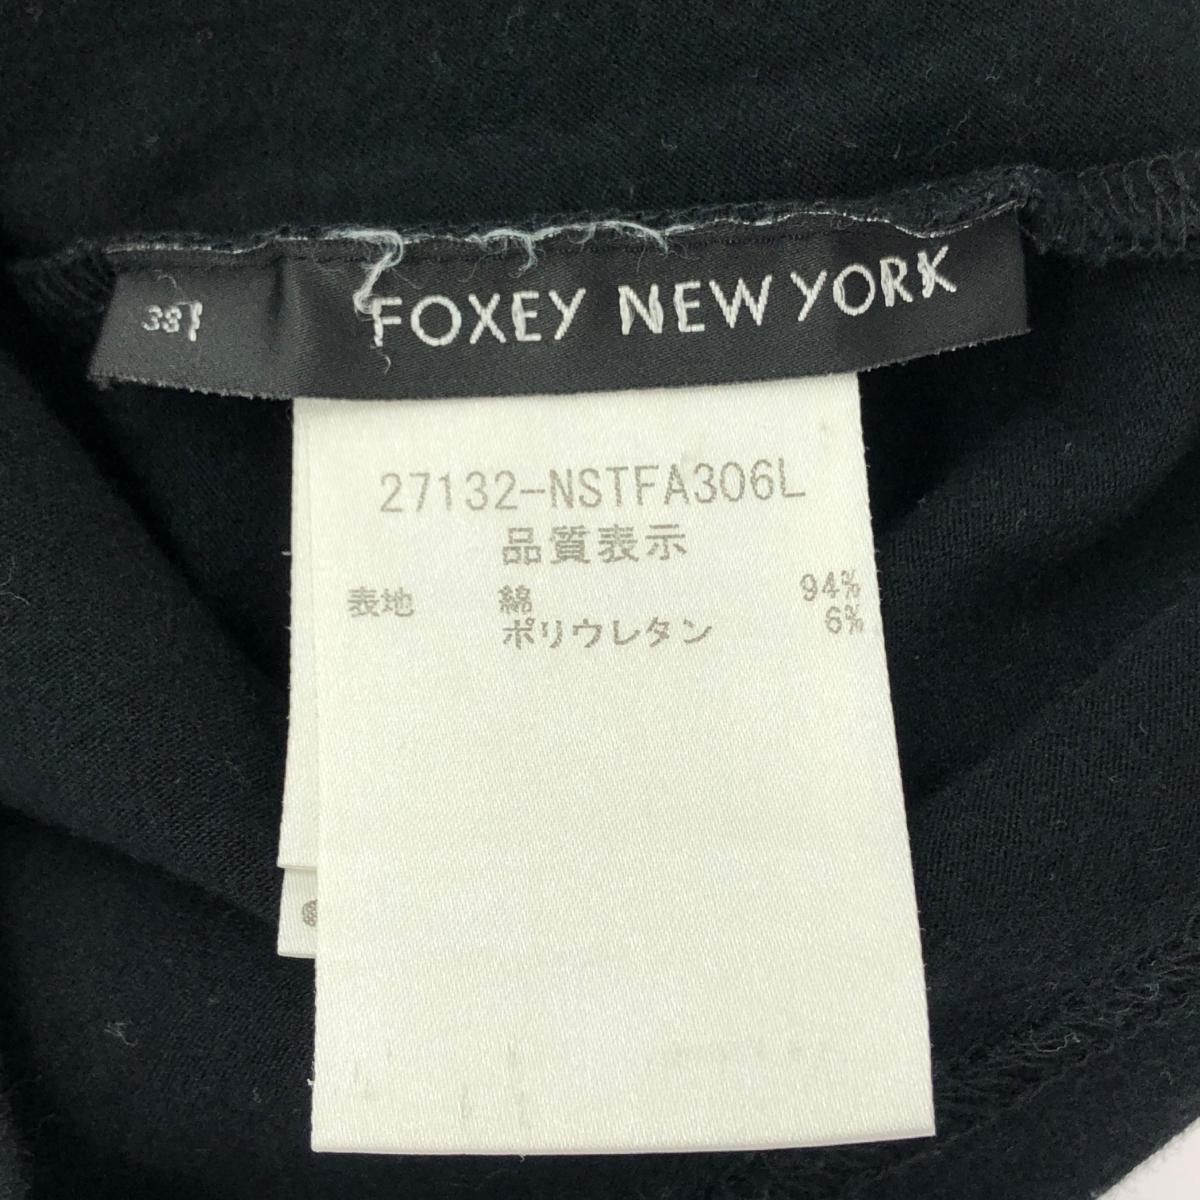 38
FOXEY NEW YORK
27132-NSTFA306L
品質表示
表地 綿 94%
ポリウレタン 6%